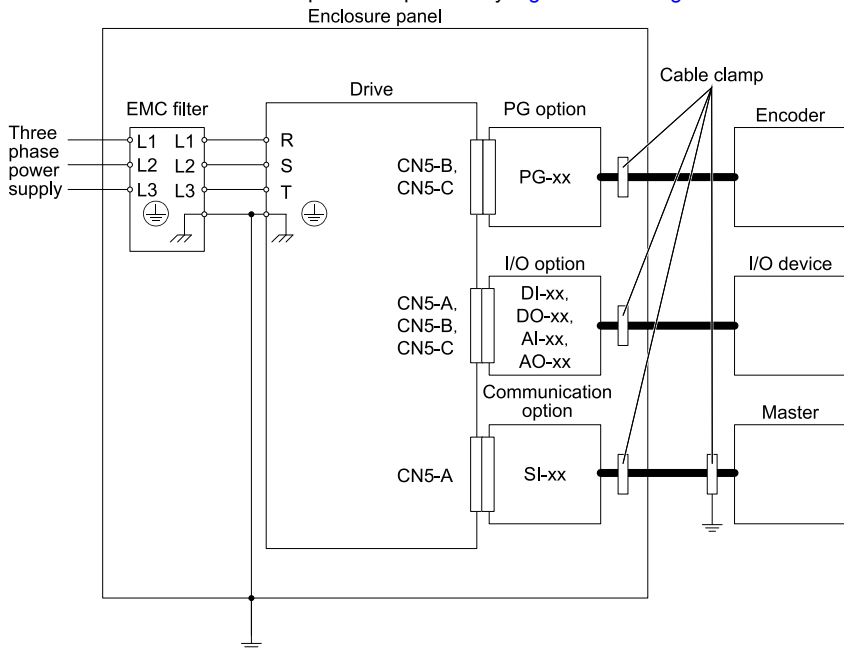 Enclosure panel
Cable clamp
EMC filter
Drive
PG option
Encoder
Three
phase
power
supply
L1 L1
L2 L2
L3 L3
R
S
T
CN5-B,
CN5-C
PG-xx
I/O option
I/O device
CN5-A,
CN5-B,
CN5-C
DI-xx,
DO-xx,
AI-xx,
AO-xx
Communication
option
Master
CN5-A
SI-xx